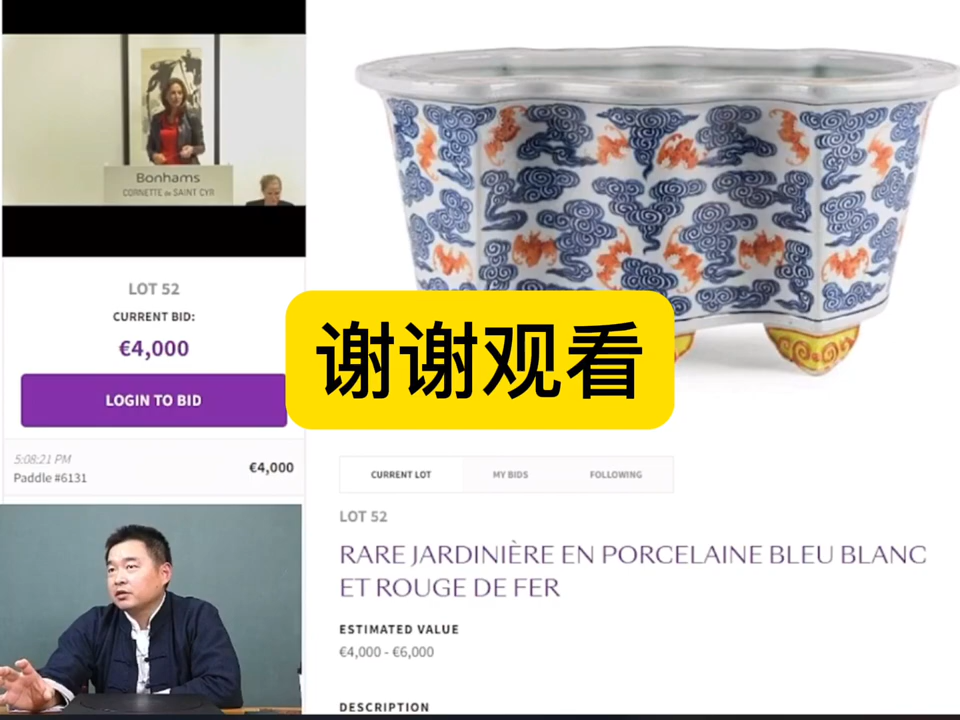 Bonhams
CORNETTE de SAINT CYR
LOT 52
CURRENT BID:
€4,000
LOGIN TO BID
5:08:21 PM
Paddle #6131
€4,000
谢谢观看
CURRENT LOT
MY BIDS
FOLLOWING
LOT 52
RARE JARDINIÈRE EN PORCELAINE BLEU BLANC
ET ROUGE DE FER
ESTIMATED VALUE
€4,000 - €6,000
DESCRIPTION